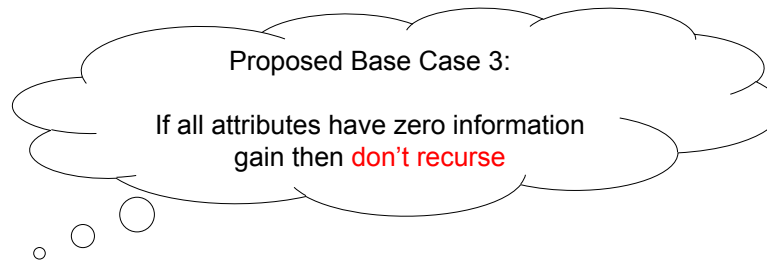 Proposed Base Case 3:
If all attributes have zero information
gain then don’t recurse